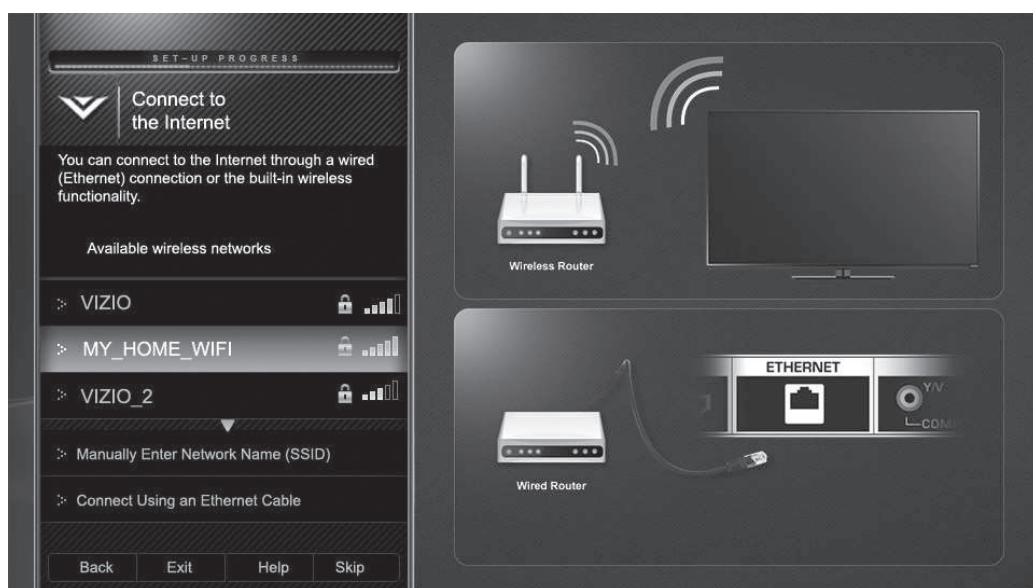 SET-UP PROGRESS
Connect to
the Internet
You can connect to the Internet through a wired
(Ethernet) connection or the built-in wireless
functionality.
Available wireless networks
VIZIO
MY_HOME_WIFI
VIZIO_2
Manually Enter Network Name (SSID)
Connect Using an Ethernet Cable
Back Exit Help Skip
Wireless Router
ETHERNET
Y/V
COM
Wired Router